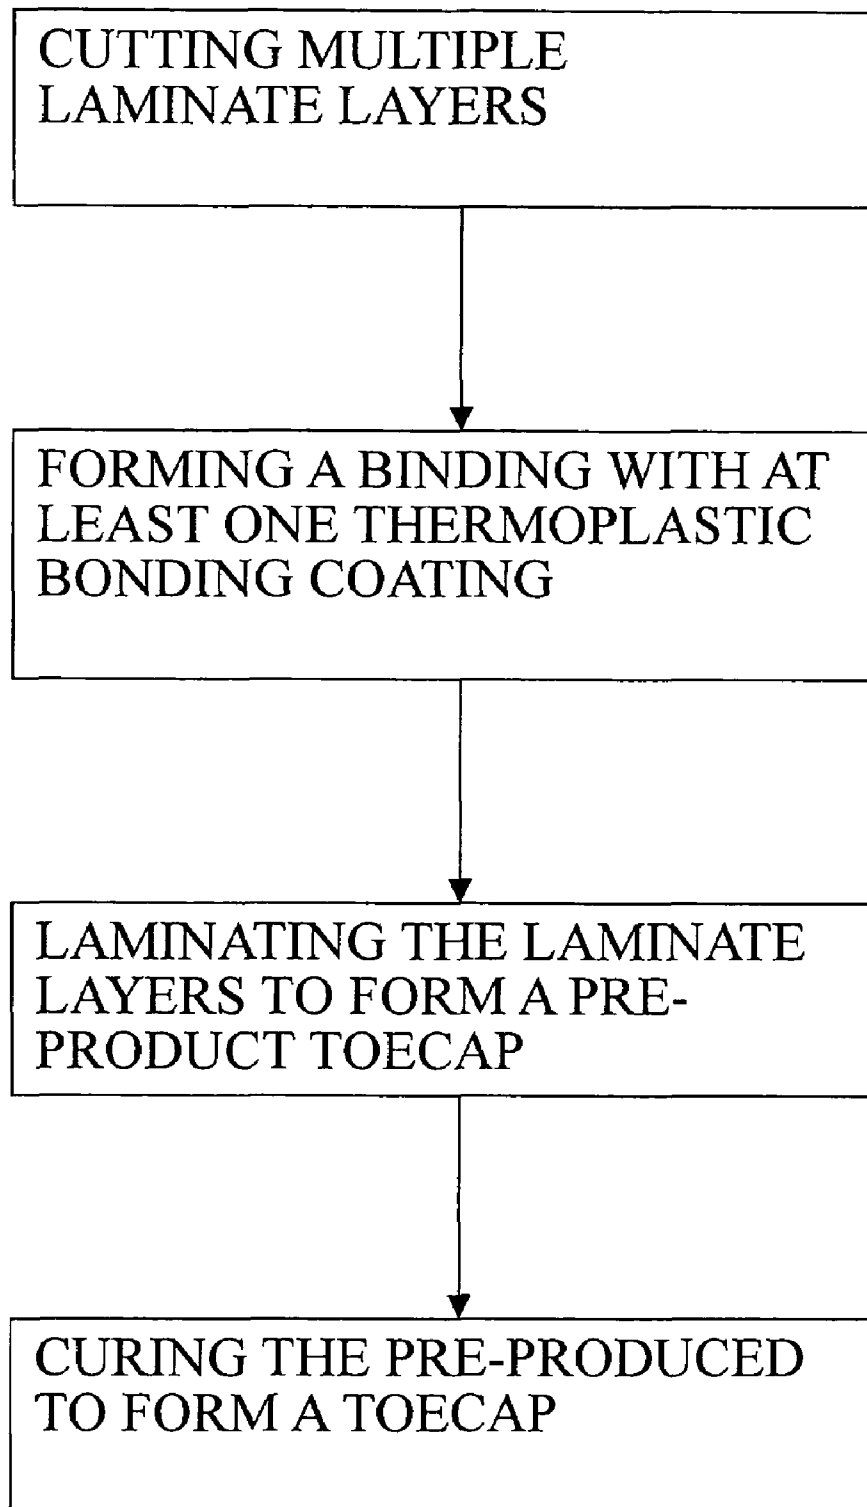 CUTTING MULTIPLE
LAMINATE LAYERS
FORMING A BINDING WITH AT
LEAST ONE THERMOPLASTIC
BONDING COATING
LAMINATING THE LAMINATE
LAYERS TO FORM A PRE-
PRODUCT TOECAP
CURING THE PRE-PRODUCED
TO FORM A TOECAP